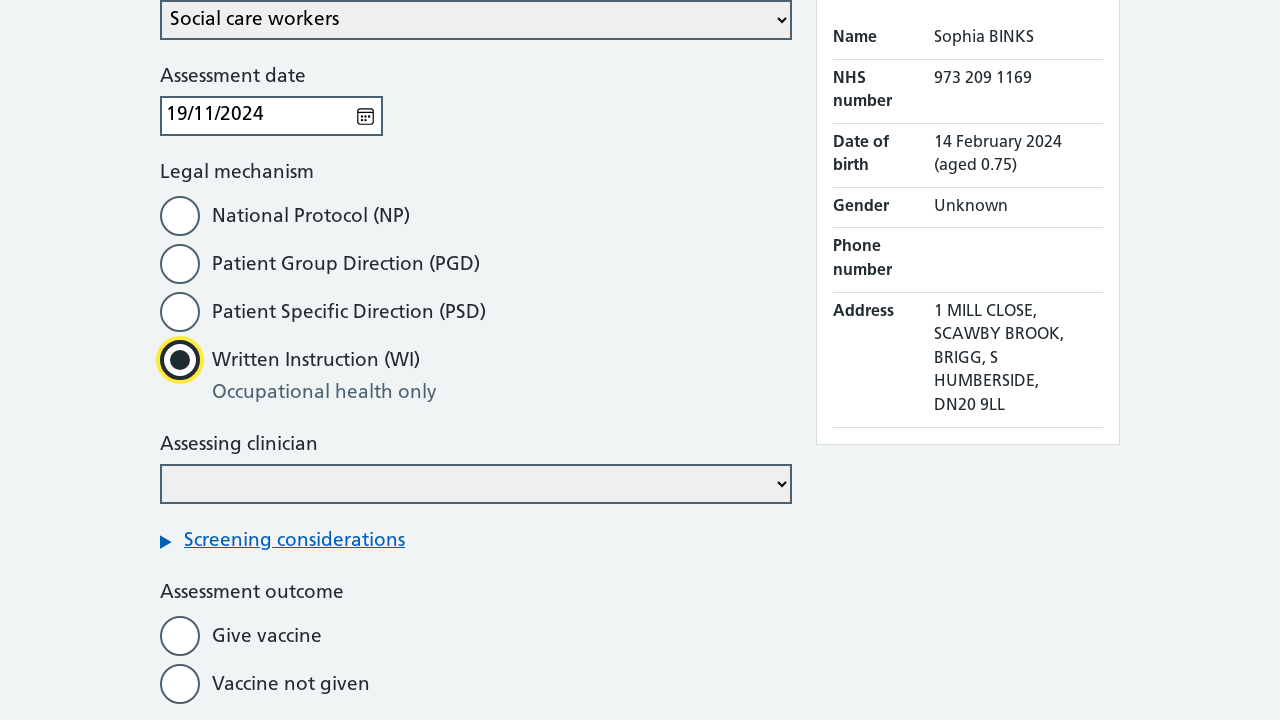 Social care workers
Assessment date
19/11/2024
Legal mechanism
National Protocol (NP)
Patient Group Direction (PGD)
Patient Specific Direction (PSD)
Written Instruction (WI)
Occupational health only
Assessing clinician
Screening considerations
Assessment outcome
Give vaccine
Vaccine not given
Name Sophia BINKS
NHS number 973 209 1169
Date of birth 14 February 2024 (aged 0.75)
Gender Unknown
Phone number
Address 1 MILL CLOSE,
SCAWBY BROOK,
BRIGG, S
HUMBERSIDE,
DN20 9LL